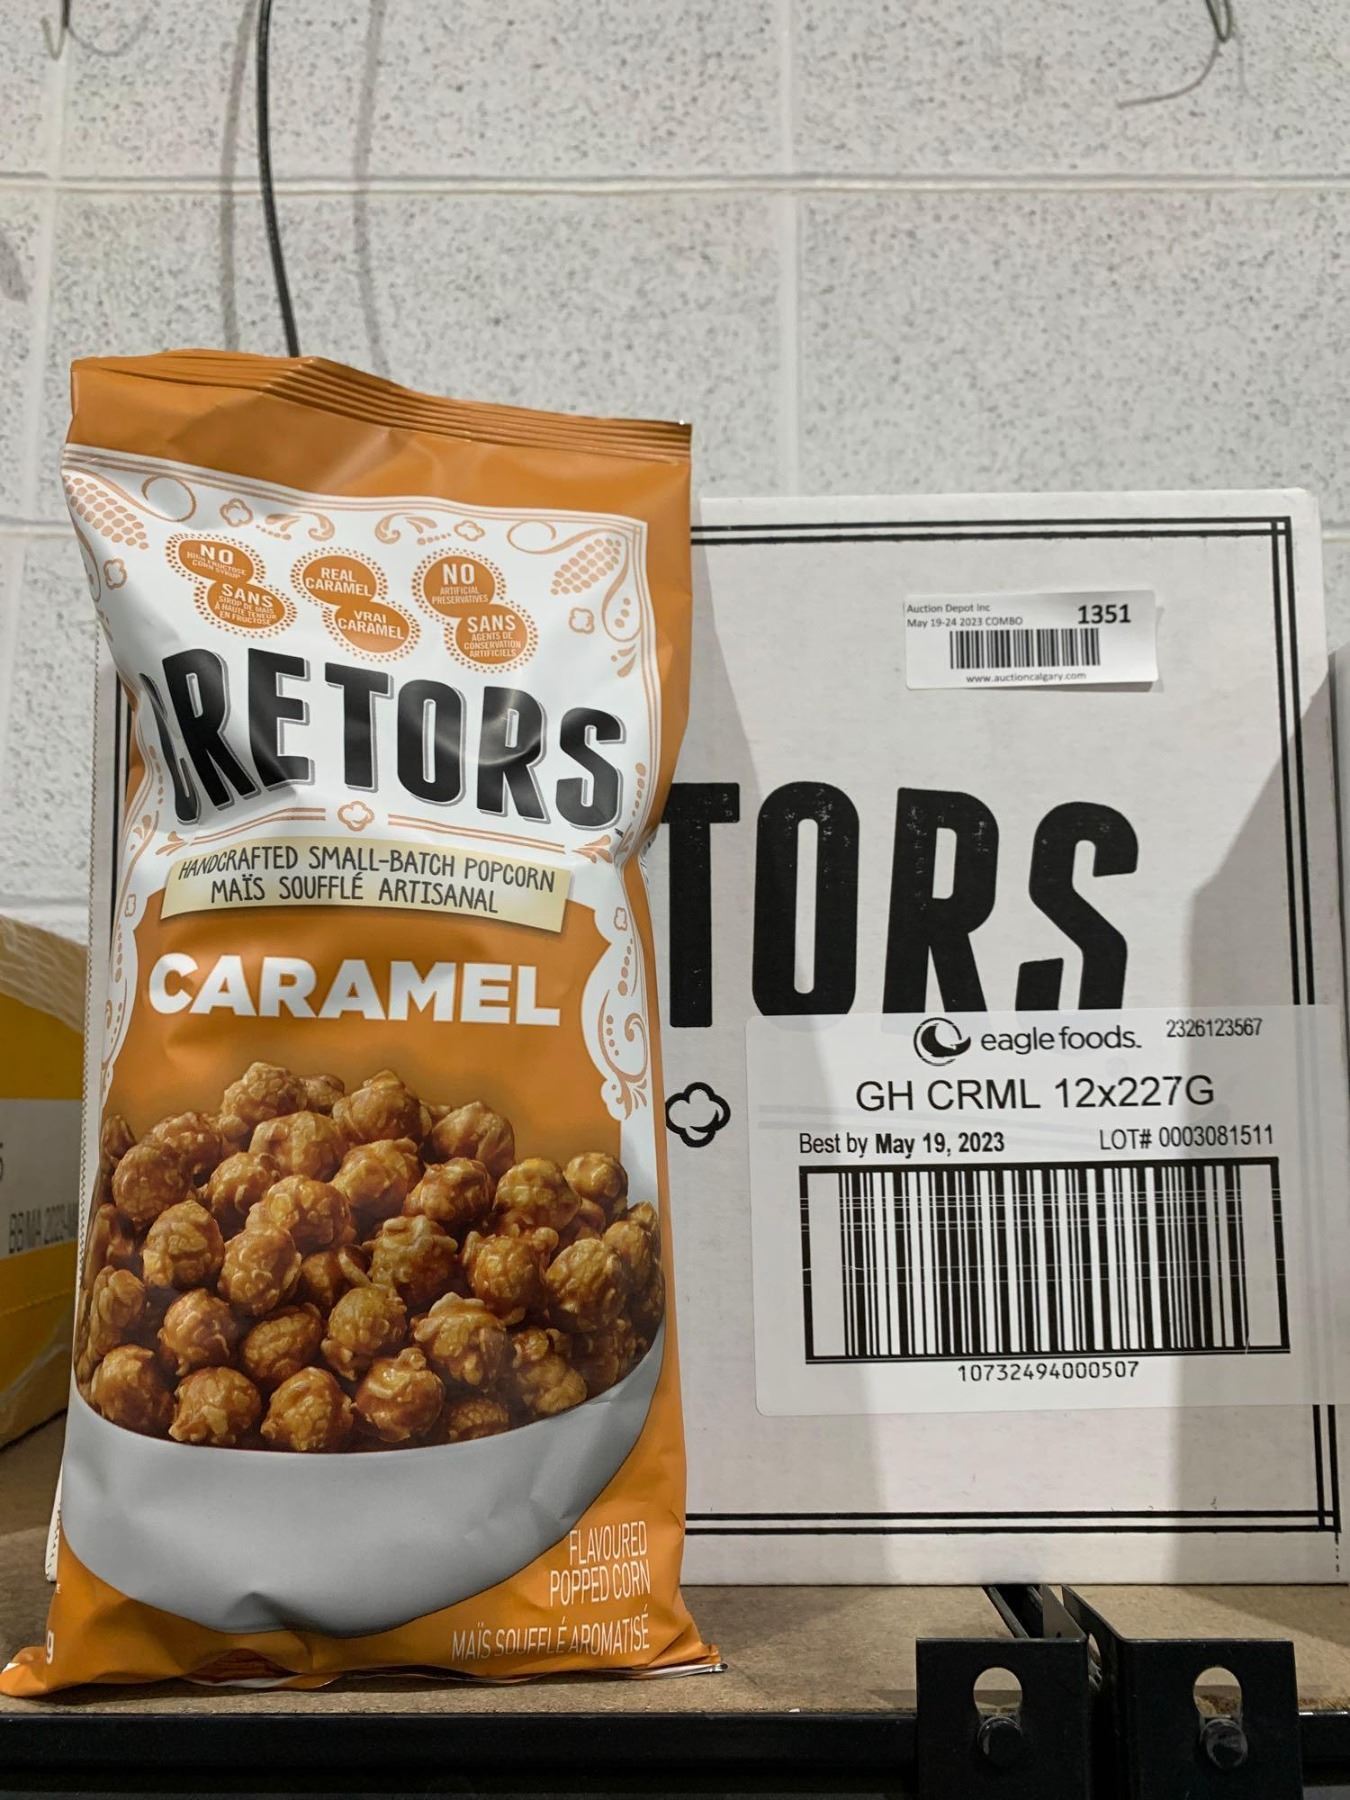 NO
HIGH FRUCTOSE
CORN SYRUP
SANS
SIROP DE MAÏS
À HAUTE TENEUR
EN FRUCTOSE
REAL
CARAMEL
VRAI
CARAMEL
NO
ARTIFICIAL
PRESERVATIVES
SANS
AGENTS DE
CONSERVATION
ARTIFICIELS
CRETORS
HANDCRAFTED SMALL-BATCH POPCORN
MAÏS SOUFFLÉ ARTISANAL
CARAMEL
FLAVOURED
POPPED CORN
MAÏS SOUFFLÉ AROMATISÉ
g
Auction Depot Inc
May 19-24 2023 COMBO
1351
www.auctioncalgary.com
TORS
eagle foods. 2326123567
GH CRML 12x227G
Best by May 19, 2023 LOT# 0003081511
10732494000507